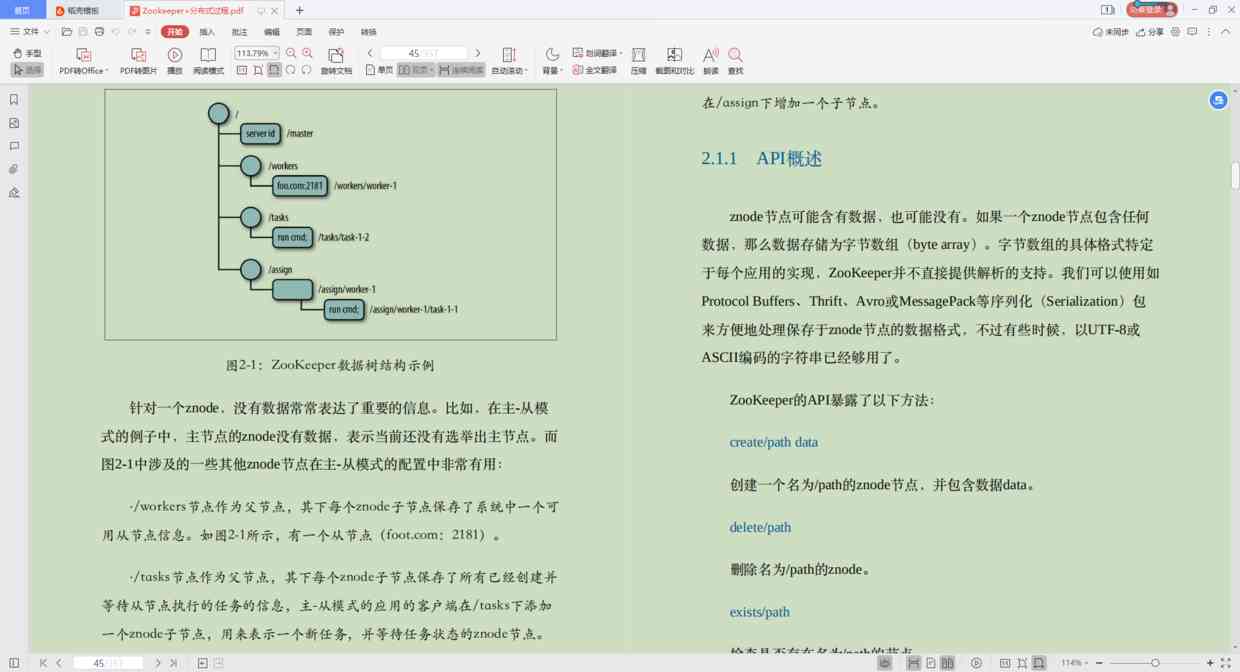 首页
稻壳模板
Zookeeper+分布式过程.pdf
文件
开始
插入
批注
编辑
页面
保护
转换
未同步
分享
手型
选择
PDF转Office
PDF转图片
播放
阅读模式
113.79%
旋转文档
45
单页
双页
连续阅读
自动滚动
背景
划词翻译
全文翻译
压缩
截图和对比
朗读
查找
/
server id
/master
/workers
foo.com:2181
/workers/worker-1
/tasks
run cmd;
/tasks/task-1-2
/assign
/assign/worker-1
run cmd;
/assign/worker-1/task-1-1
图2-1：ZooKeeper数据树结构示例
针对一个znode，没有数据常常表达了重要的信息。比如，在主-从模
式的例子中，主节点的znode没有数据，表示当前还没有选举出主节点。而
图2-1中涉及的一些其他znode节点在主-从模式的配置中非常有用：
·/workers节点作为父节点，其下每个znode子节点保存了系统中一个可
用从节点信息。如图2-1所示，有一个从节点（foot.com：2181）。
·/tasks节点作为父节点，其下每个znode子节点保存了所有已经创建并
等待从节点执行的任务的信息，主-从模式的应用的客户端在/tasks下添加
一个znode子节点，用来表示一个新任务，并等待任务状态的znode节点。
在/assign下增加一个子节点。
2.1.1 API概述
znode节点可能含有数据，也可能没有。如果一个znode节点包含任何
数据，那么数据存储为字节数组（byte array）。字节数组的具体格式特定
于每个应用的实现，ZooKeeper并不直接提供解析的支持。我们可以使用如
Protocol Buffers、Thrift、Avro或MessagePack等序列化（Serialization）包
来方便地处理保存于znode节点的数据格式，不过有些时候，以UTF-8或
ASCII编码的字符串已经够用了。
ZooKeeper的API暴露了以下方法：
create/path data
创建一个名为/path的znode节点，并包含数据data。
delete/path
删除名为/path的znode。
exists/path
检查是否存在名为/path的节点
45
114%